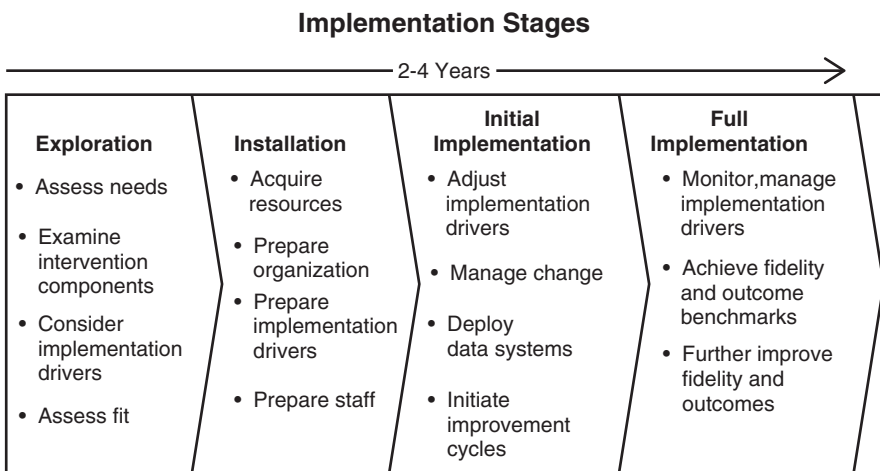 Implementation Stages
2-4 Years
Exploration
• Assess needs
• Examine
intervention
components
• Consider
implementation
drivers
• Assess fit
Installation
• Acquire
resources
• Prepare
organization
• Prepare
implementation
drivers
• Prepare staff
Initial
Implementation
• Adjust
implementation
drivers
• Manage change
• Deploy
data systems
• Initiate
improvement
cycles
Full
Implementation
• Monitor,manage
implementation
drivers
• Achieve fidelity
and outcome
benchmarks
• Further improve
fidelity and
outcomes